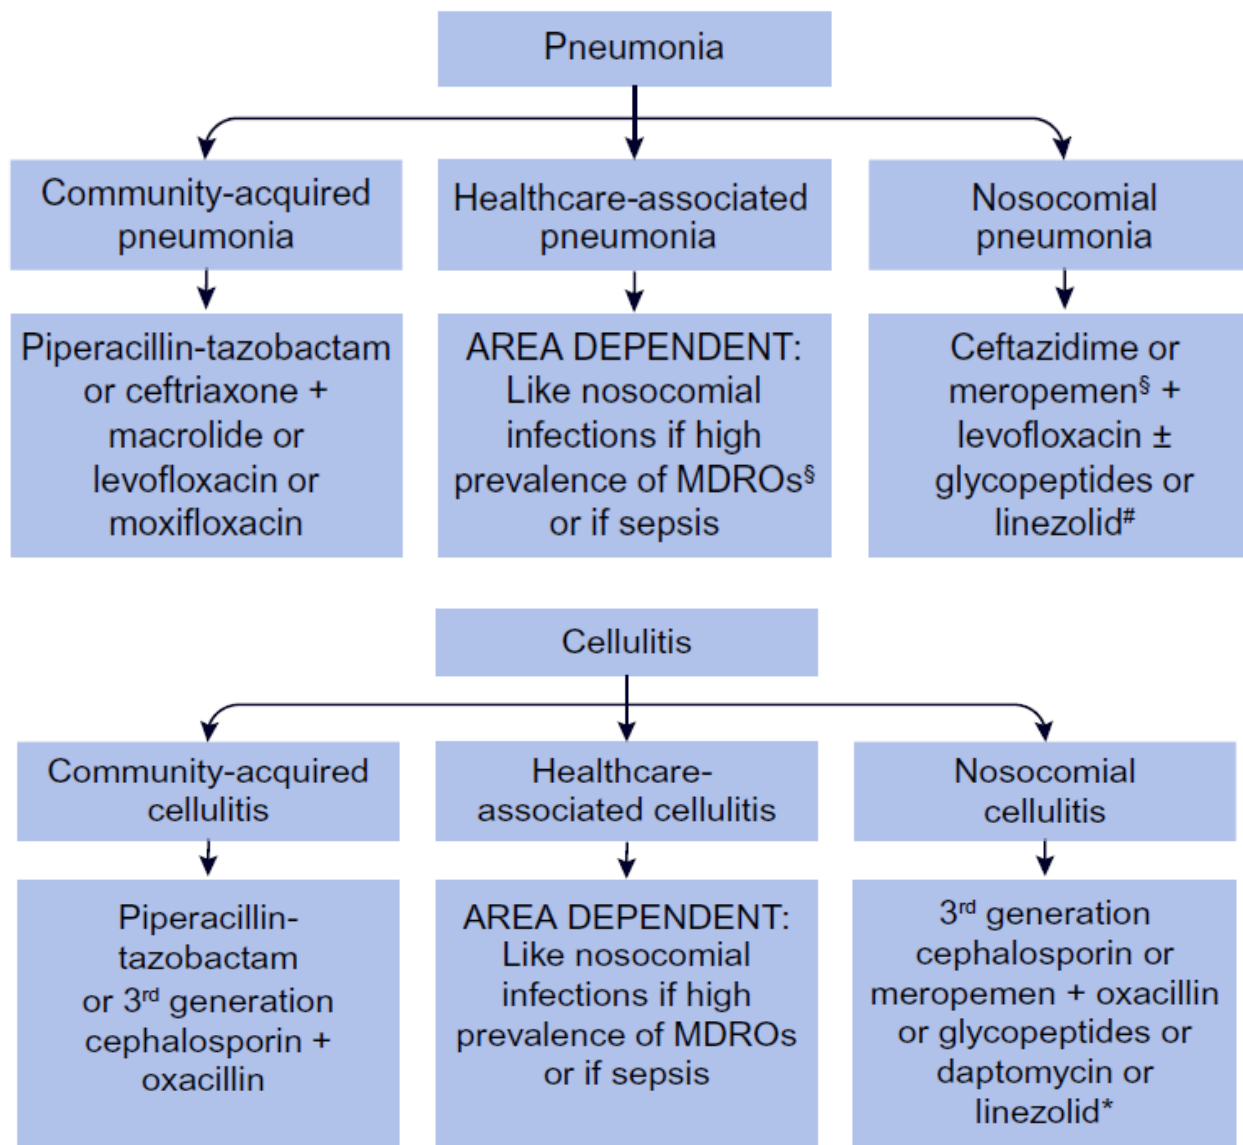 Pneumonia
Community-acquired
pneumonia
Healthcare-associated
pneumonia
Nosocomial
pneumonia
Piperacillin-tazobactam
or ceftriaxone +
macrolide or
levofloxacin or
moxifloxacin
AREA DEPENDENT:
Like nosocomial
infections if high
prevalence of MDROs§
or if sepsis
Ceftazidime or
meropemen§ +
levofloxacin ±
glycopeptides or
linezolid#
Cellulitis
Community-acquired
cellulitis
Healthcare-
associated cellulitis
Nosocomial
cellulitis
Piperacillin-
tazobactam
or 3rd generation
cephalosporin +
oxacillin
AREA DEPENDENT:
Like nosocomial
infections if high
prevalence of MDROs
or if sepsis
3rd generation
cephalosporin or
meropemen + oxacillin
or glycopeptides or
daptomycin or
linezolid*